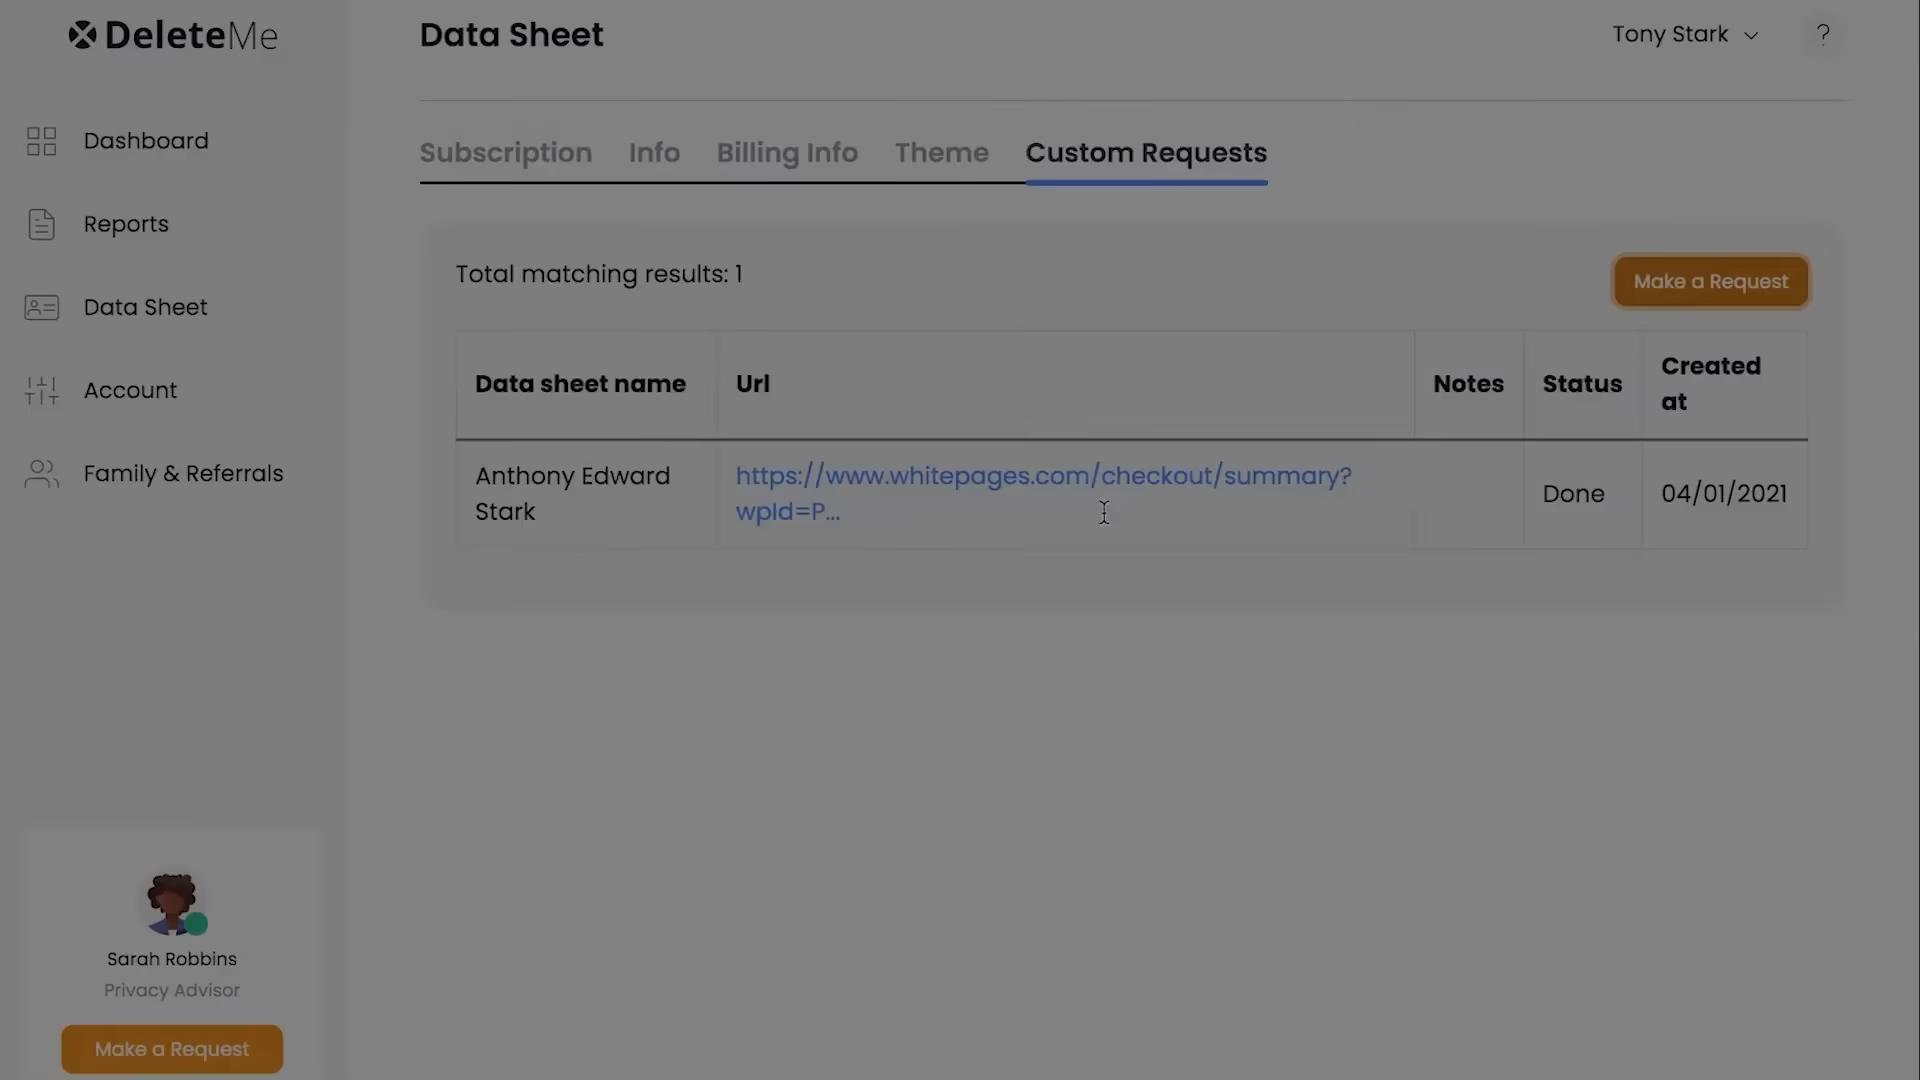 DeleteMe
Data Sheet
Tony Stark
?
Dashboard
Reports
Data Sheet
Account
Family & Referrals
Subscription Info Billing Info Theme Custom Requests
Total matching results: 1
Make a Request
Data sheet name Url Notes Status Created
at
Anthony Edward
Stark
https://www.whitepages.com/checkout/summary?
wpId=P...
Done
04/01/2021
Sarah Robbins
Privacy Advisor
Make a Request